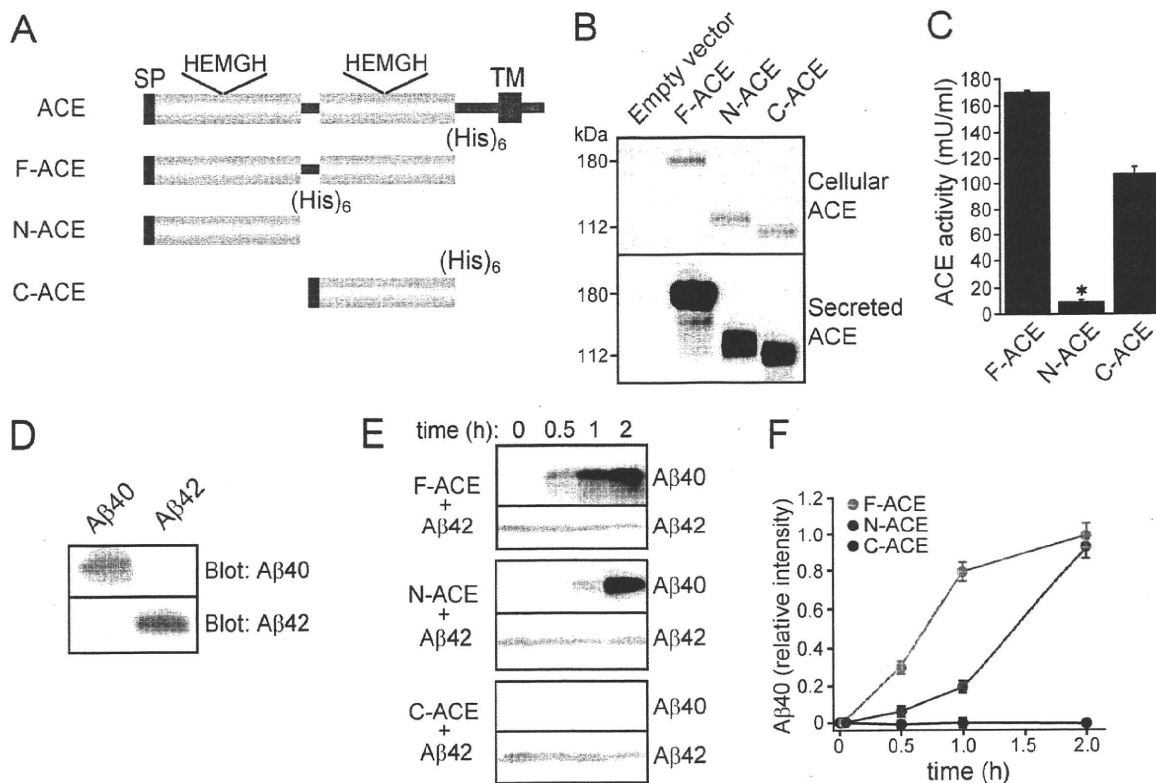 A
HEMGH HEMGH
SP TM
ACE
(His)6
F-ACE
(His)6
N-ACE
(His)6
C-ACE
B
Empty vector
F-ACE
N-ACE
C-ACE
kDa
180
112
Cellular
ACE
180
112
Secreted
ACE
C
ACE activity (mU/ml)
180
160
140
120
100
80
60
40
20
0
*
F-ACE
N-ACE
C-ACE
D
Aβ40
Aβ42
Blot: Aβ40
Blot: Aβ42
E
time (h): 0 0.5 1 2
F-ACE
+
Aβ42
Aβ40
Aβ42
N-ACE
+
Aβ42
Aβ40
Aβ42
C-ACE
+
Aβ42
Aβ40
Aβ42
F
Aβ40 (relative intensity)
1.2
1.0
0.8
0.6
0.4
0.2
0
F-ACE
N-ACE
C-ACE
0 0.5 1.0 1.5 2.0
time (h)